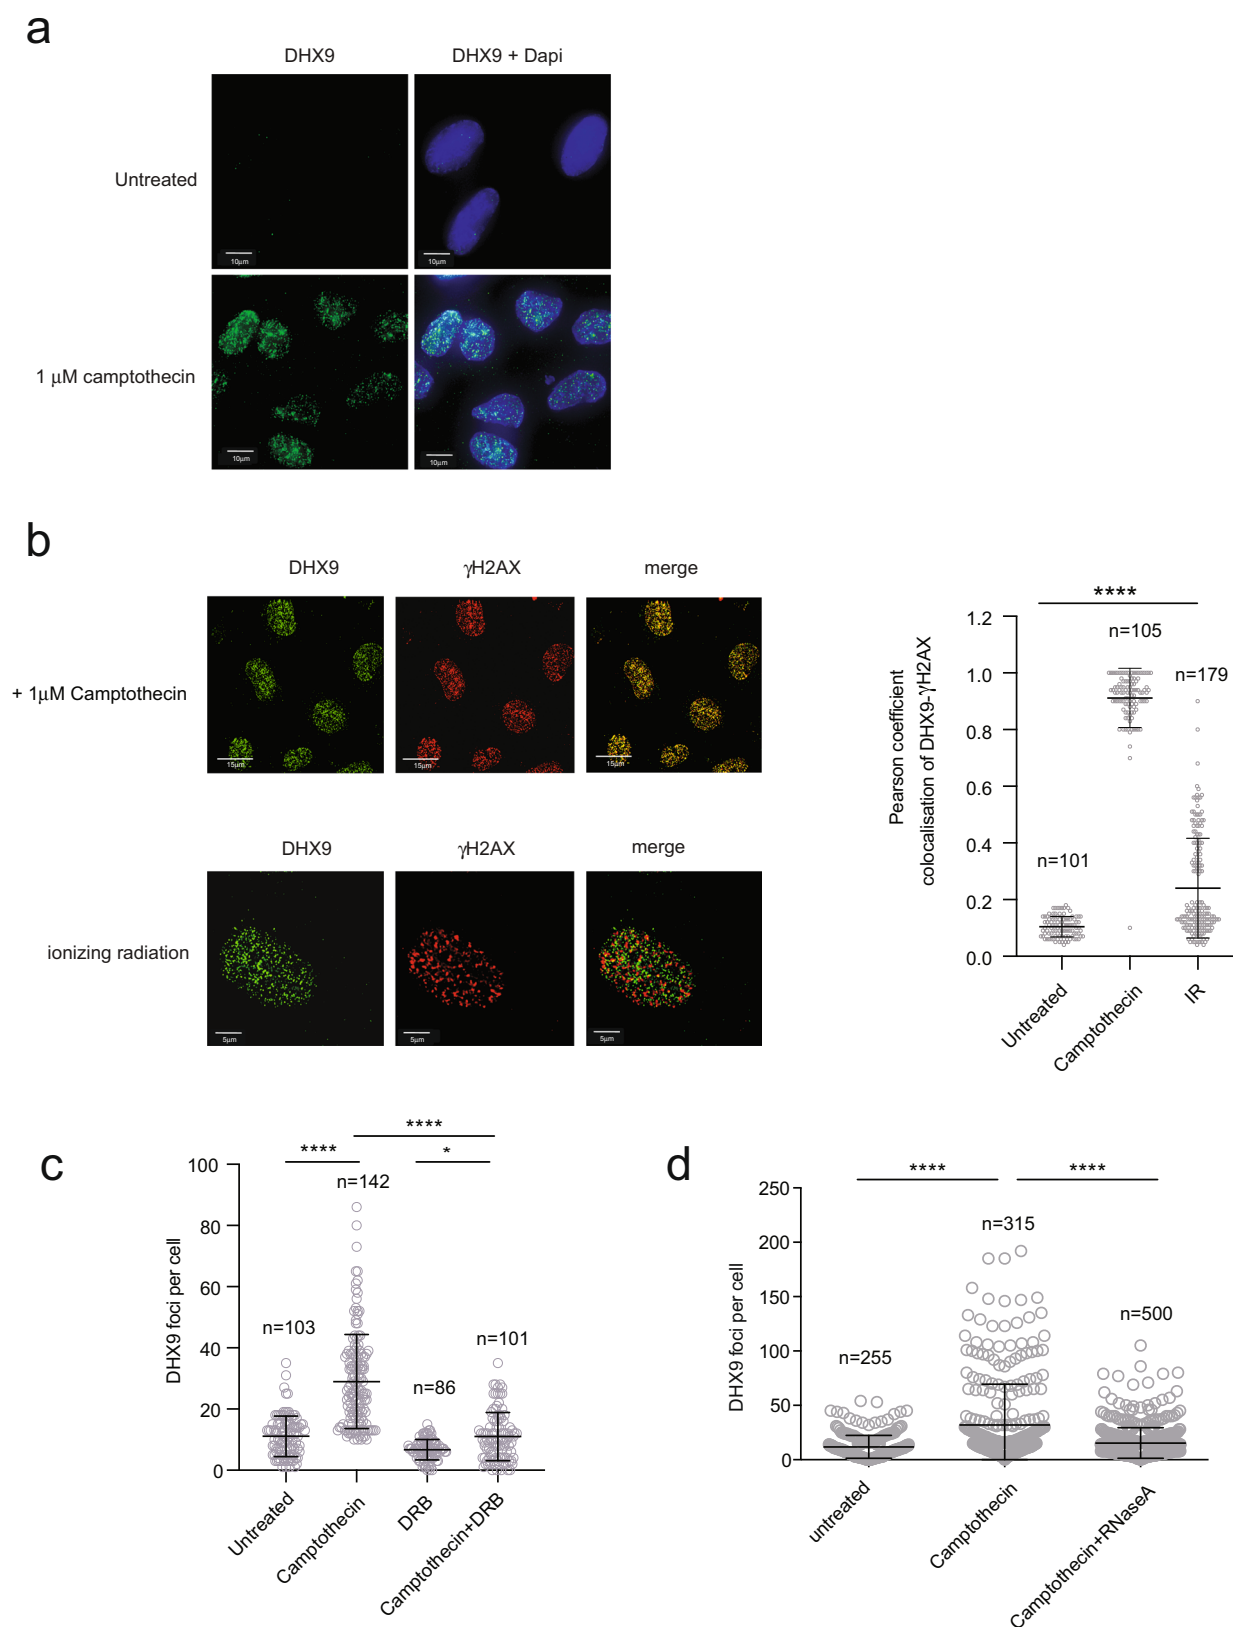 a
DHX9
DHX9 + Dapi
Untreated
10µm
10µm
1 µM camptothecin
10µm
10µm
b
DHX9
γH2AX
merge
+ 1µM Camptothecin
15µm
15µm
15µm
DHX9
γH2AX
merge
ionizing radiation
5µm
5µm
5µm
Pearson coefficient
colocalisation of DHX9-γH2AX
****
1.2
1.0
0.8
0.6
0.4
0.2
0.0
n=101
n=105
n=179
Untreated
Camptothecin
IR
c
DHX9 foci per cell
100
80
60
40
20
0
****
****
*
n=103
n=142
n=86
n=101
Untreated
Camptothecin
DRB
Camptothecin+DRB
d
DHX9 foci per cell
250
200
150
100
50
0
****
****
n=255
n=315
n=500
untreated
Camptothecin
Camptothecin+RNaseA